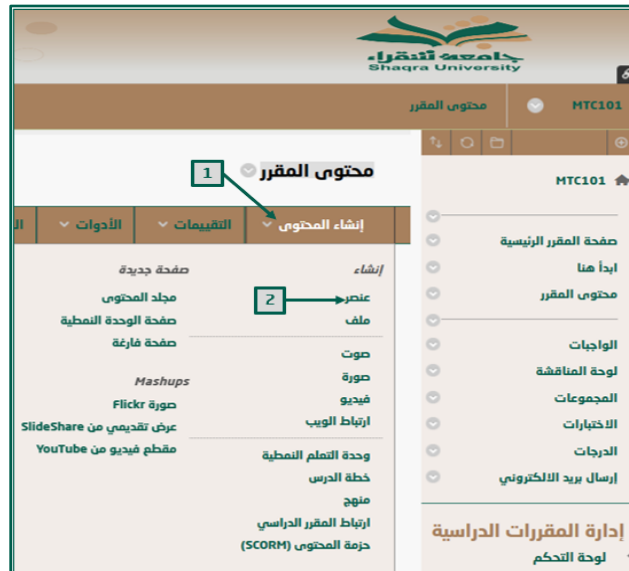 جامعة شقراء
Shaqra University
MTC101
محتوى المقرر
MTC101
صفحة المقرر الرئيسية
ابدأ هنا
محتوى المقرر
الواجبات
لوحة المناقشة
المجموعات
الاختبارات
الدرجات
إرسال بريد الالكتروني
إدارة المقررات الدراسية
لوحة التحكم
محتوى المقرر
1
إنشاء المحتوى
التقييمات
الأدوات
إنشاء
عنصر
2
ملف
صوت
صورة
فيديو
ارتباط الويب
وحدة التعلم النمطية
خطة الدرس
منهج
ارتباط المقرر الدراسي
حزمة المحتوى (SCORM)
صفحة جديدة
مجلد المحتوى
صفحة الوحدة النمطية
صفحة فارغة
Mashups
صورة Flickr
عرض تقديمي من SlideShare
مقطع فيديو من YouTube